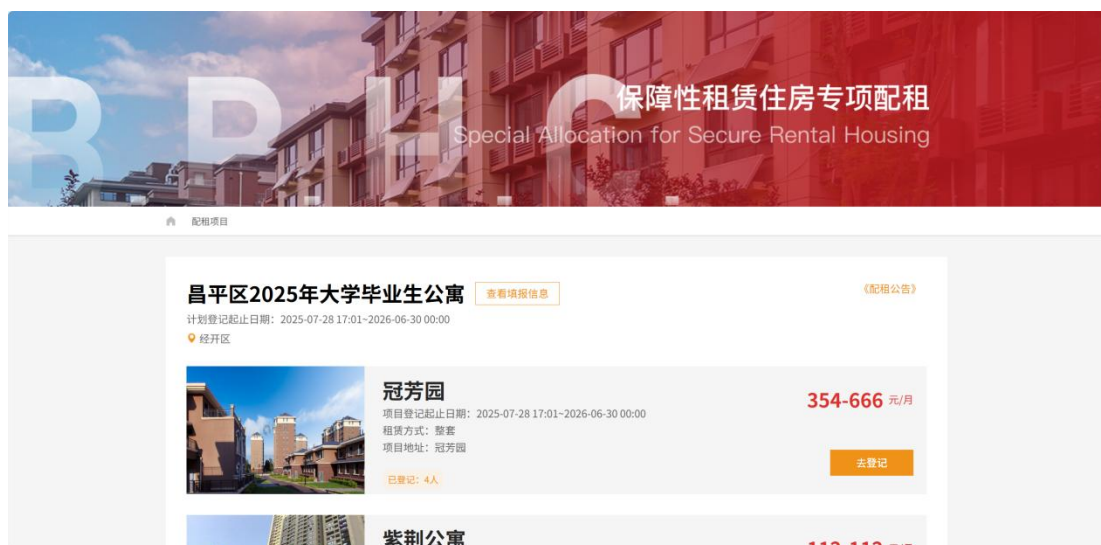 B.P.H.C.
保障性租赁住房专项配租
Special Allocation for Secure Rental Housing
配租项目
昌平区2025年大学毕业生公寓
查看填报信息
《配租公告》
计划登记起止日期：2025-07-28 17:01~2026-06-30 00:00
经开区
冠芳园
354-666 元/月
项目登记起止日期：2025-07-28 17:01~2026-06-30 00:00
租赁方式：整套
项目地址：冠芳园
去登记
已登记：4人
紫荆公寓